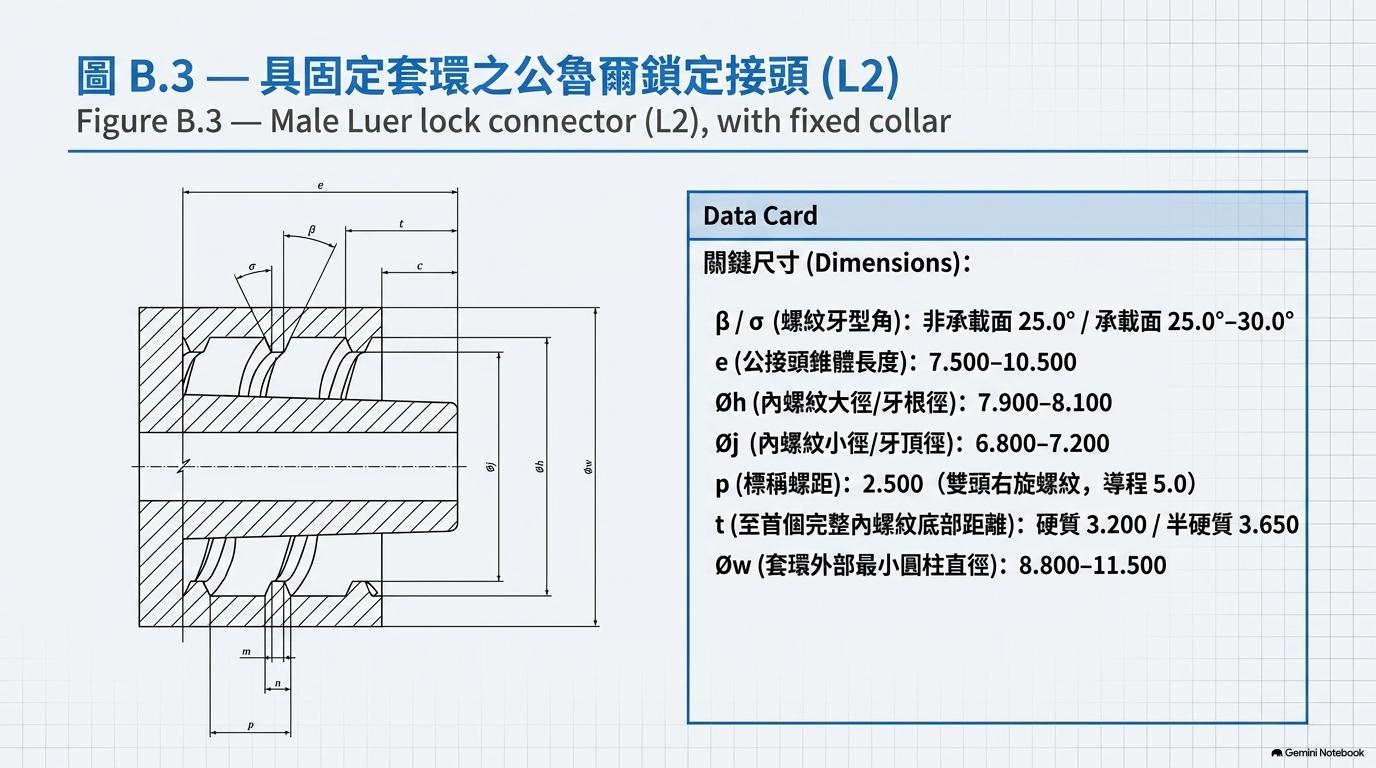 圖 B.3 — 具固定套環之公魯爾鎖定接頭 (L2)
Figure B.3 — Male Luer lock connector (L2), with fixed collar
e
β
t
σ
c
Øj
Øh
Øw
m
n
p
Data Card
關鍵尺寸 (Dimensions)：
β / σ (螺紋牙型角)：非承載面 25.0° / 承載面 25.0°–30.0°
e (公接頭錐體長度)：7.500–10.500
Øh (內螺紋大徑/牙根徑)：7.900–8.100
Øj (內螺紋小徑/牙頂徑)：6.800–7.200
p (標稱螺距)：2.500（雙頭右旋螺紋，導程 5.0）
t (至首個完整內螺紋底部距離)：硬質 3.200 / 半硬質 3.650
Øw (套環外部最小圓柱直徑)：8.800–11.500
Gemini Notebook